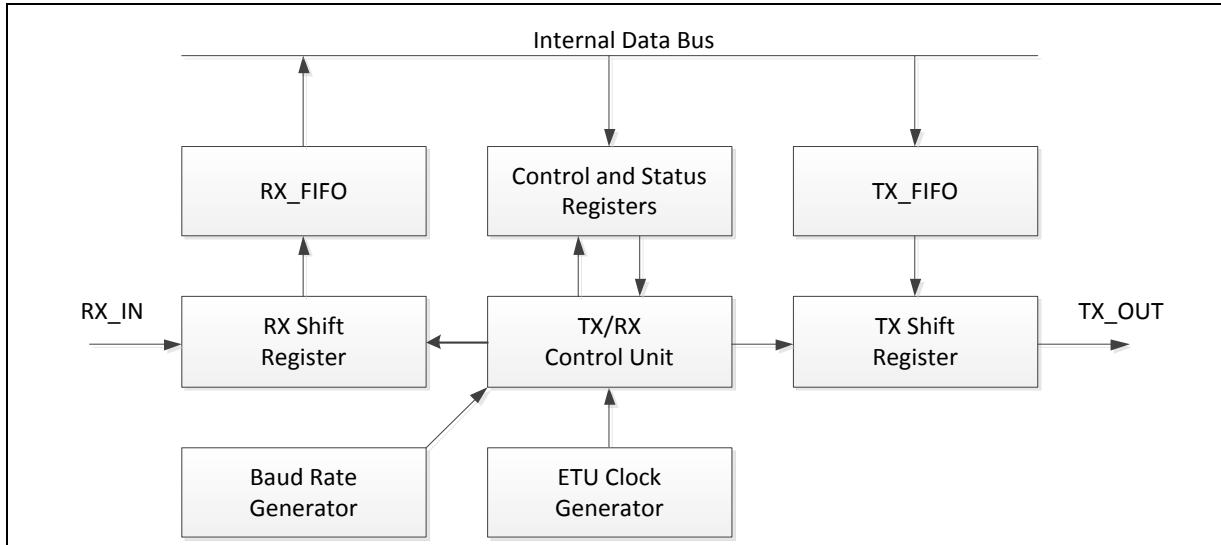 Internal Data Bus
RX_FIFO
Control and Status
Registers
TX_FIFO
RX_IN
RX Shift
Register
TX/RX
Control Unit
TX Shift
Register
TX_OUT
Baud Rate
Generator
ETU Clock
Generator